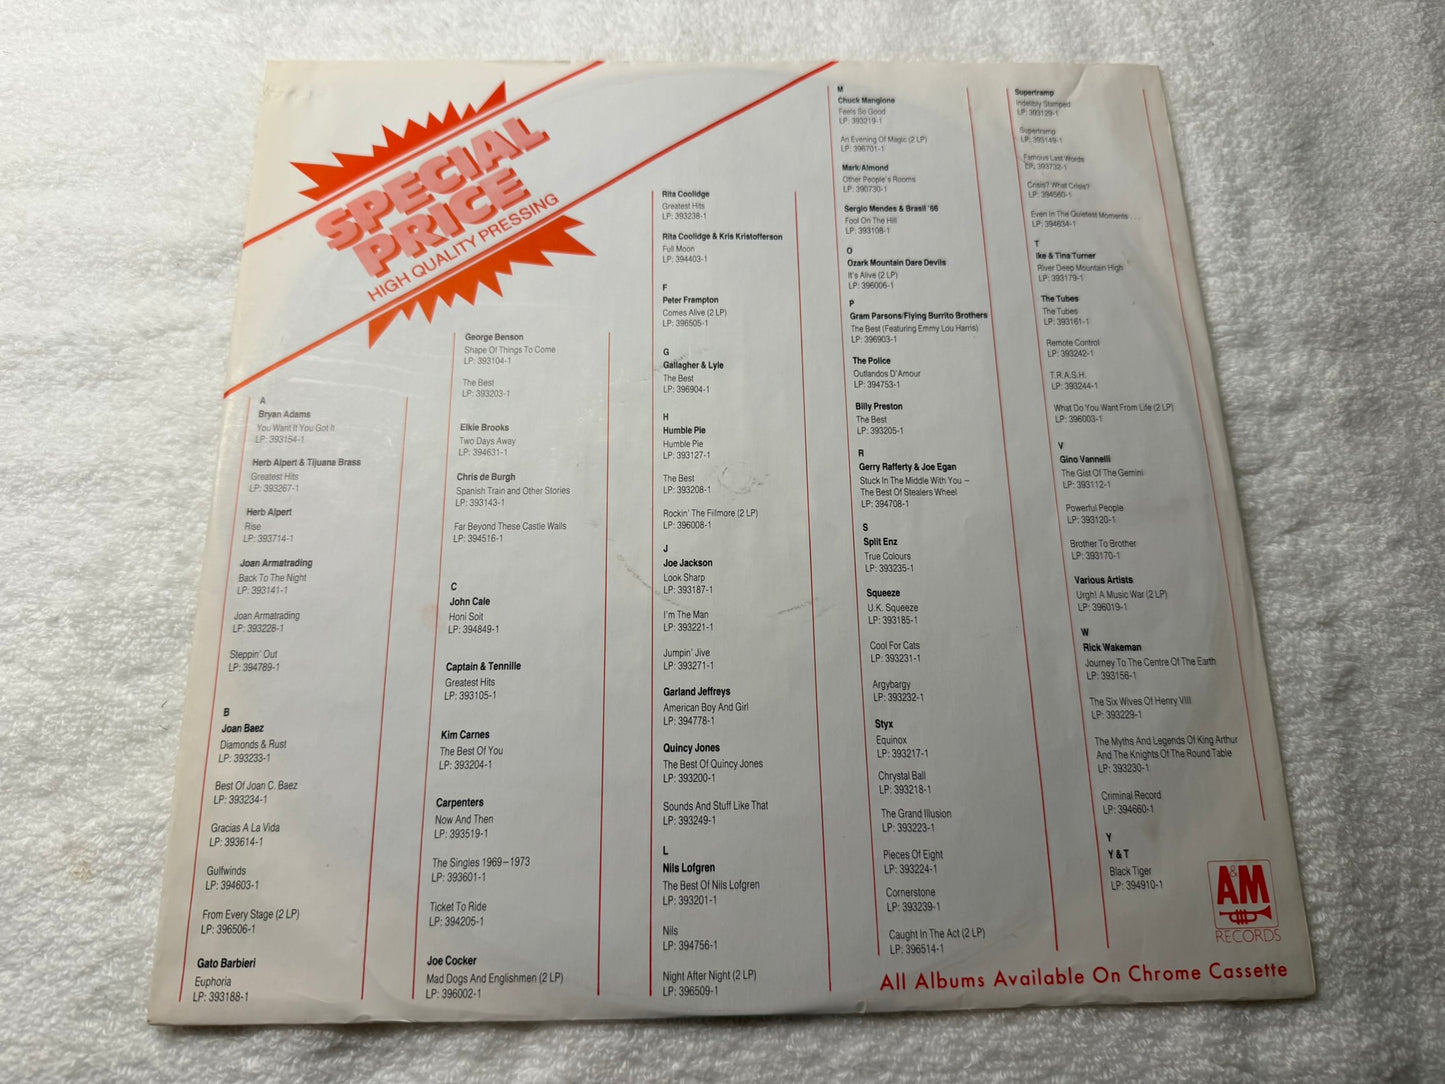 SPECIAL
PRICE
HIGH QUALITY PRESSING
A
Bryan Adams
You Want It You Got It
LP: 393154-1
Herb Alpert & Tijuana Brass
Greatest Hits
LP: 393267-1
Herb Alpert
Rise
LP: 393714-1
Joan Armatrading
Back To The Night
LP: 393141-1
Joan Armatrading
LP: 393228-1
Steppin' Out
LP: 394789-1
B
Joan Baez
Diamonds & Rust
LP: 393233-1
Best Of Joan C. Baez
LP: 393234-1
Gracias A La Vida
LP: 393614-1
Gulfwinds
LP: 394603-1
From Every Stage (2 LP)
LP: 396506-1
Gato Barbieri
Euphoria
LP: 393188-1
George Benson
Shape Of Things To Come
LP: 393104-1
The Best
LP: 393203-1
Elkie Brooks
Two Days Away
LP: 394631-1
Chris de Burgh
Spanish Train and Other Stories
LP: 393143-1
Far Beyond These Castle Walls
LP: 394516-1
C
John Cale
Honi Soit
LP: 394849-1
Captain & Tennille
Greatest Hits
LP: 393105-1
Kim Carnes
The Best Of You
LP: 393204-1
Carpenters
Now And Then
LP: 393519-1
The Singles 1969–1973
LP: 393601-1
Ticket To Ride
LP: 394205-1
Joe Cocker
Mad Dogs And Englishmen (2 LP)
LP: 396002-1
Rita Coolidge
Greatest Hits
LP: 393238-1
Rita Coolidge & Kris Kristofferson
Full Moon
LP: 394403-1
F
Peter Frampton
Comes Alive (2 LP)
LP: 396505-1
G
Gallagher & Lyle
The Best
LP: 396904-1
H
Humble Pie
Humble Pie
LP: 393127-1
The Best
LP: 393208-1
Rockin' The Fillmore (2 LP)
LP: 396008-1
J
Joe Jackson
Look Sharp
LP: 393187-1
I'm The Man
LP: 393221-1
Jumpin' Jive
LP: 393271-1
Garland Jeffreys
American Boy And Girl
LP: 394778-1
Quincy Jones
The Best Of Quincy Jones
LP: 393200-1
Sounds And Stuff Like That
LP: 393249-1
L
Nils Lofgren
The Best Of Nils Lofgren
LP: 393201-1
Nils
LP: 394756-1
Night After Night (2 LP)
LP: 396509-1
M
Chuck Mangione
Feels So Good
LP: 393219-1
An Evening Of Magic (2 LP)
LP: 396701-1
Mark/Almond
Other People's Rooms
LP: 390730-1
Sergio Mendes & Brasil '66
Fool On The Hill
LP: 393108-1
O
Ozark Mountain Dare Devils
It's Alive (2 LP)
LP: 396006-1
P
Gram Parsons/Flying Burrito Brothers
The Best (Featuring Emmy Lou Harris)
LP: 396903-1
The Police
Outlandos D'Amour
LP: 394753-1
Billy Preston
The Best
LP: 393205-1
R
Gerry Rafferty & Joe Egan
Stuck In The Middle With You –
The Best Of Stealers Wheel
LP: 394708-1
S
Split Enz
True Colours
LP: 393235-1
Squeeze
U.K. Squeeze
LP: 393185-1
Cool For Cats
LP: 393231-1
Argybargy
LP: 393232-1
Styx
Equinox
LP: 393217-1
Chrystal Ball
LP: 393218-1
The Grand Illusion
LP: 393223-1
Pieces Of Eight
LP: 393224-1
Cornerstone
LP: 393239-1
Caught In The Act (2 LP)
LP: 396514-1
Supertramp
Indelibly Stamped
LP: 393129-1
Supertramp
LP: 393149-1
Famous Last Words
LP: 393732-1
Crisis? What Crisis?
LP: 394560-1
Even In The Quietest Moments . . .
LP: 394634-1
T
Ike & Tina Turner
River Deep Mountain High
LP: 393179-1
The Tubes
The Tubes
LP: 393161-1
Remote Control
LP: 393242-1
T.R.A.S.H.
LP: 393244-1
What Do You Want From Life (2 LP)
LP: 396003-1
V
Gino Vannelli
The Gist Of The Gemini
LP: 393112-1
Powerful People
LP: 393120-1
Brother To Brother
LP: 393170-1
Various Artists
Urgh! A Music War (2 LP)
LP: 396019-1
W
Rick Wakeman
Journey To The Centre Of The Earth
LP: 393156-1
The Six Wives Of Henry VIII
LP: 393229-1
The Myths And Legends Of King Arthur
And The Knights Of The Round Table
LP: 393230-1
Criminal Record
LP: 394660-1
Y
Y & T
Black Tiger
LP: 394910-1
A&M
RECORDS
All Albums Available On Chrome Cassette